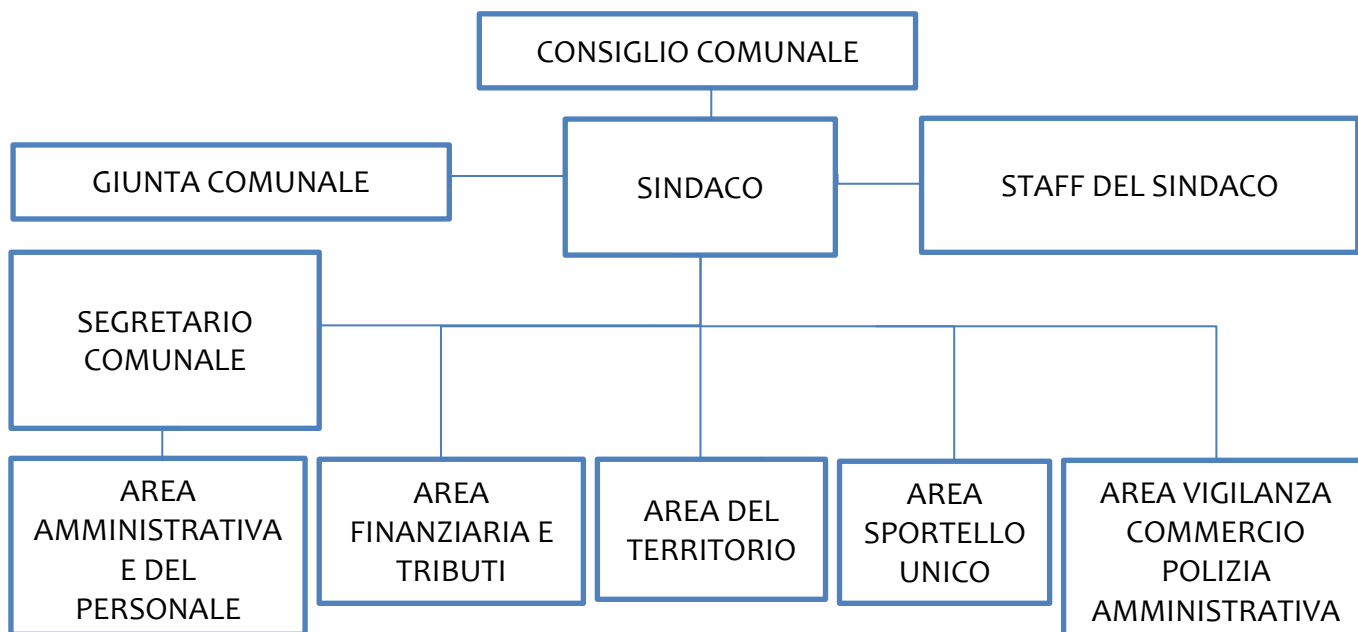 CONSIGLIO COMUNALE
GIUNTA COMUNALE
SINDACO
STAFF DEL SINDACO
SEGRETARIO
COMUNALE
AREA
AMMINISTRATIVA
E DEL
PERSONALE
AREA
FINANZIARIA E
TRIBUTI
AREA DEL
TERRITORIO
AREA
SPORTELLO
UNICO
AREA VIGILANZA
COMMERCIO
POLIZIA
AMMINISTRATIVA